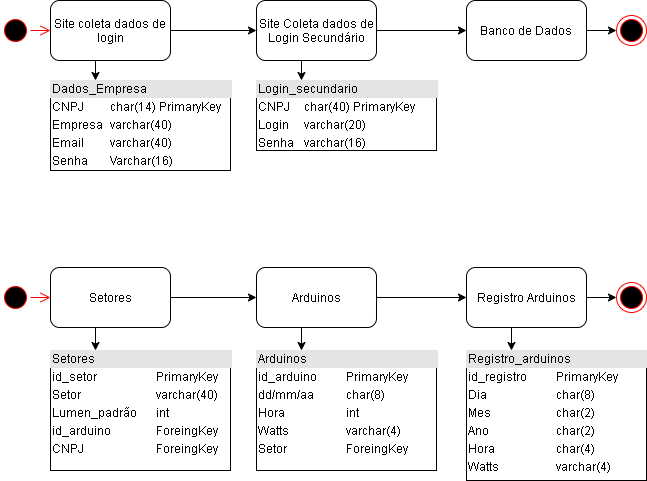 Site coleta dados de
login
Site Coleta dados de
Login Secundário
Banco de Dados
Dados_Empresa
CNPJ char(14) PrimaryKey
Empresa varchar(40)
Email varchar(40)
Senha Varchar(16)
Login_secundario
CNPJ char(40) PrimaryKey
Login varchar(20)
Senha varchar(16)
Setores
Arduinos
Registro Arduinos
Setores
id_setor PrimaryKey
Setor varchar(40)
Lumen_padrão int
id_arduino ForeingKey
CNPJ ForeingKey
Arduinos
id_arduino PrimaryKey
dd/mm/aa char(8)
Hora int
Watts varchar(4)
Setor ForeingKey
Registro_arduinos
id_registro PrimaryKey
Dia char(8)
Mes char(2)
Ano char(2)
Hora char(4)
Watts varchar(4)